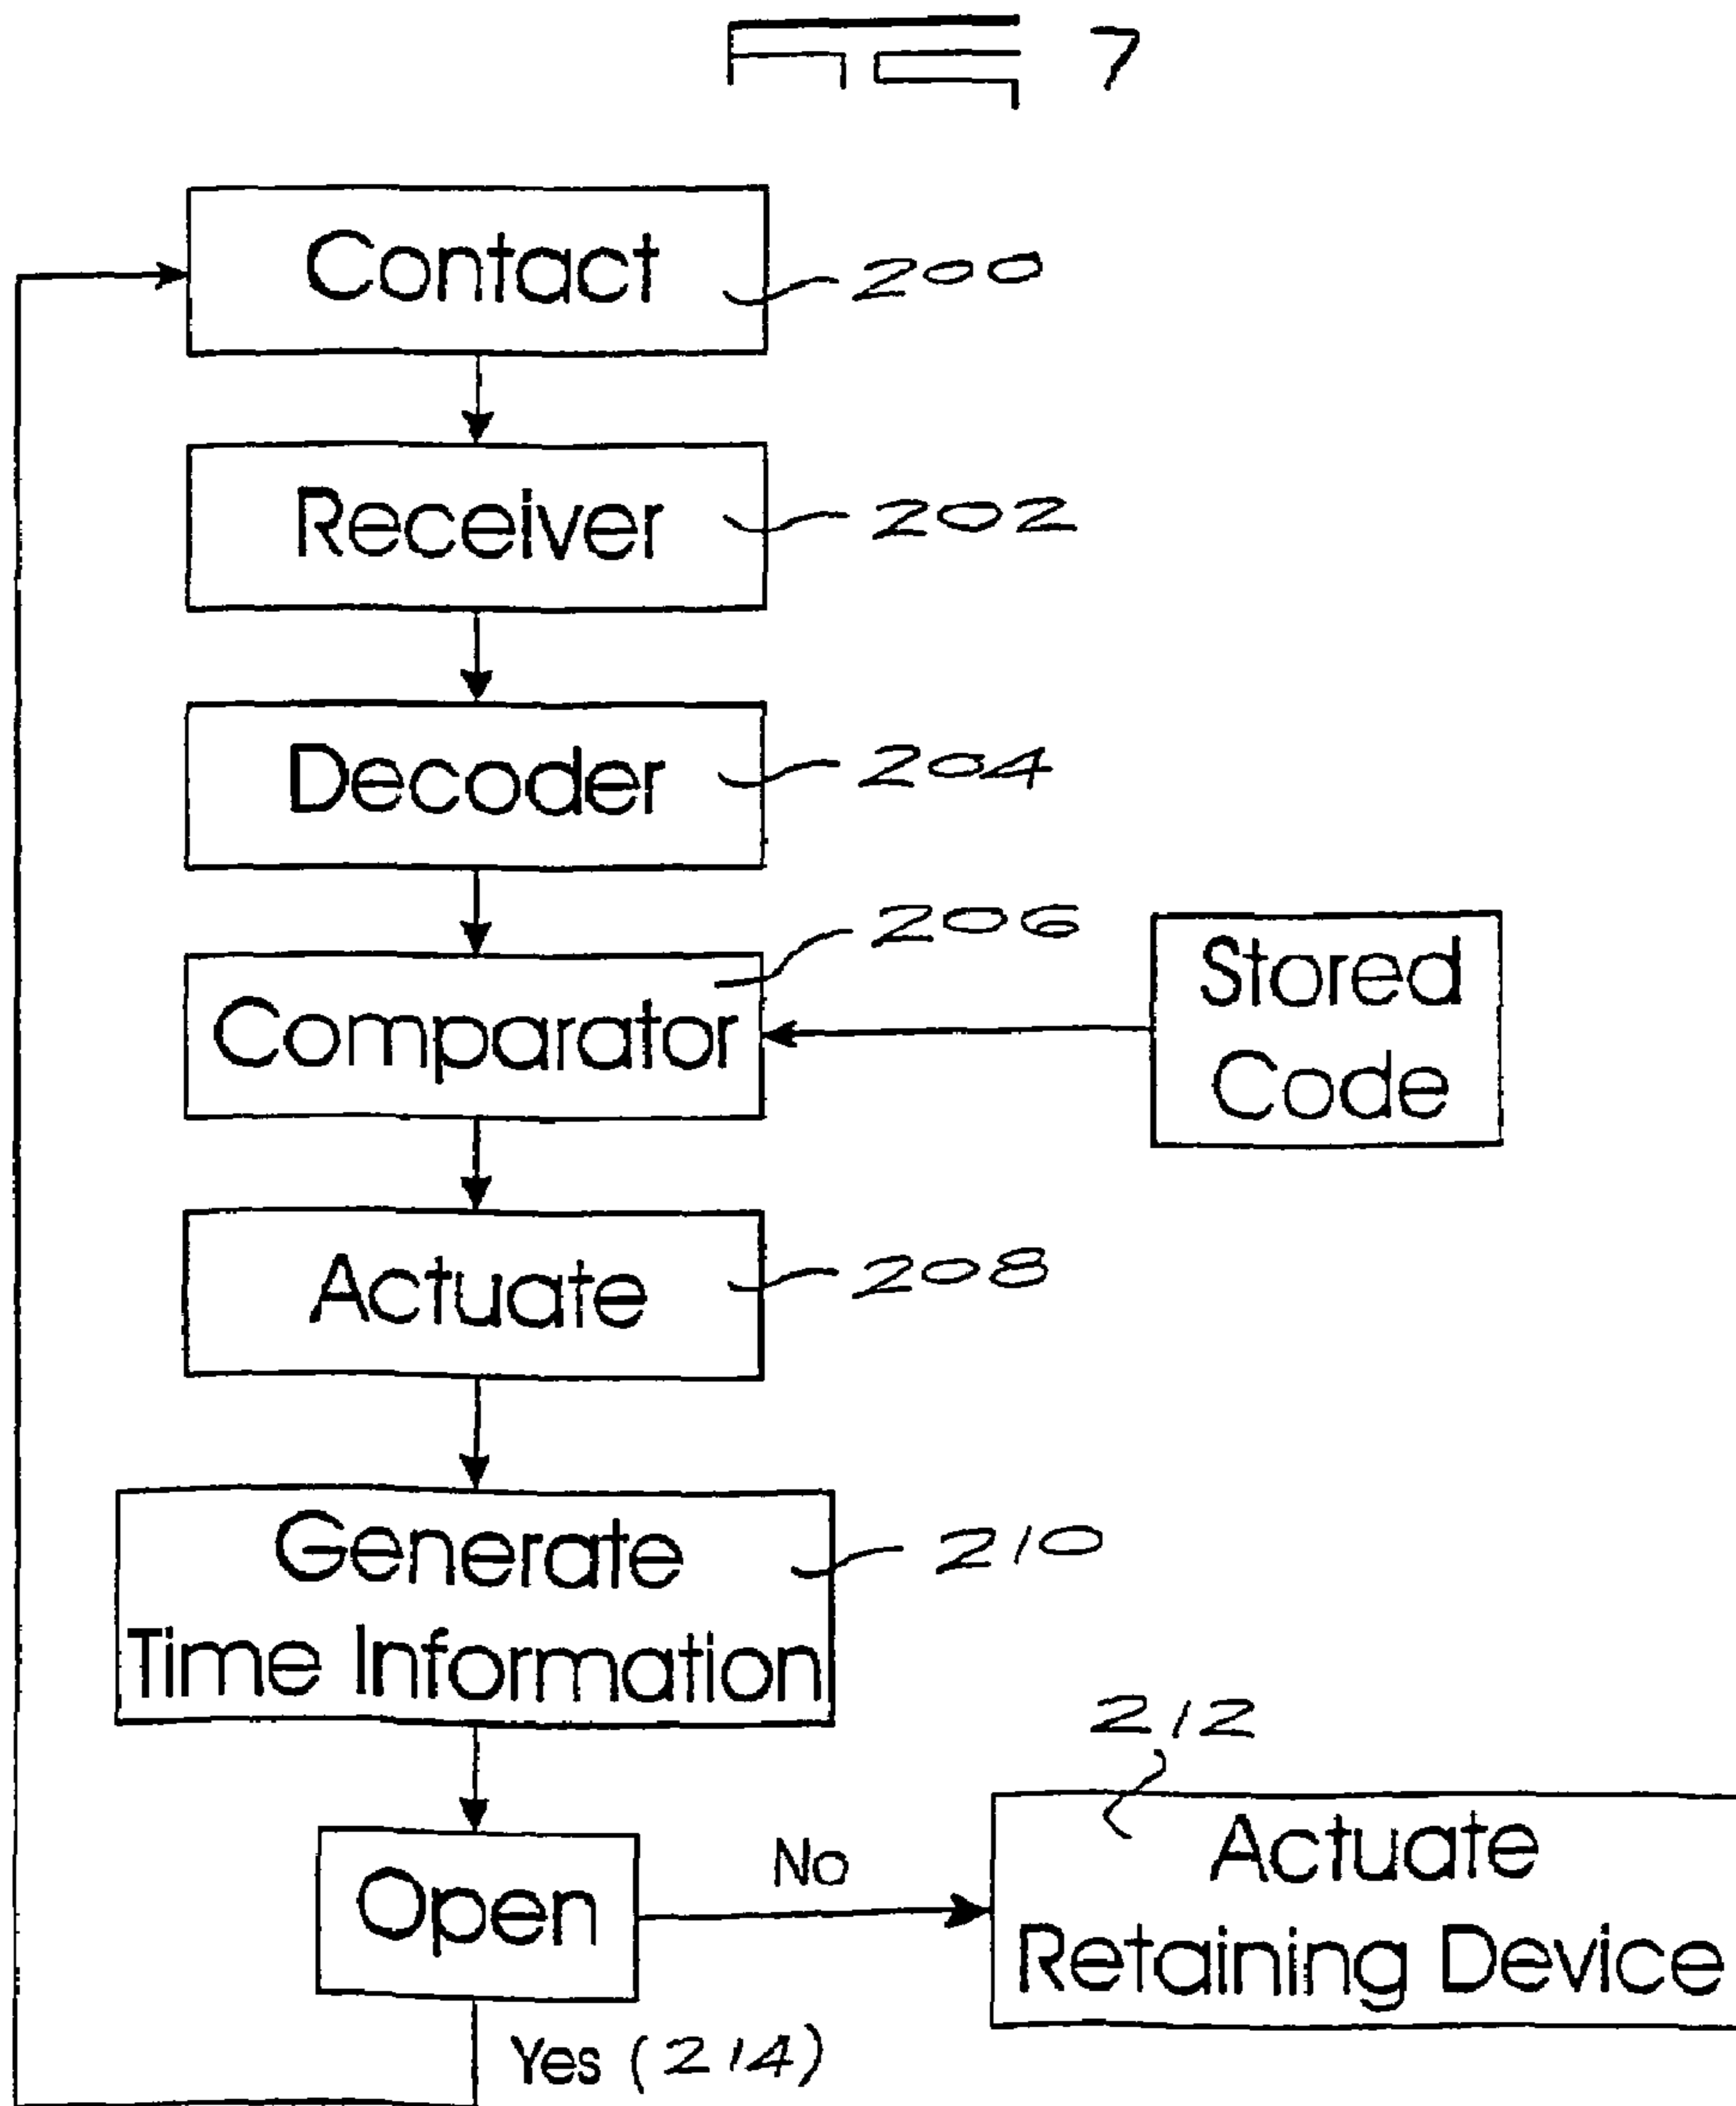 7
Contact
200
Receiver
202
Decoder
204
206
Comparator
Stored
Code
Actuate
208
Generate
Time Information
210
212
Open
No
Actuate
Retaining Device
Yes (214)